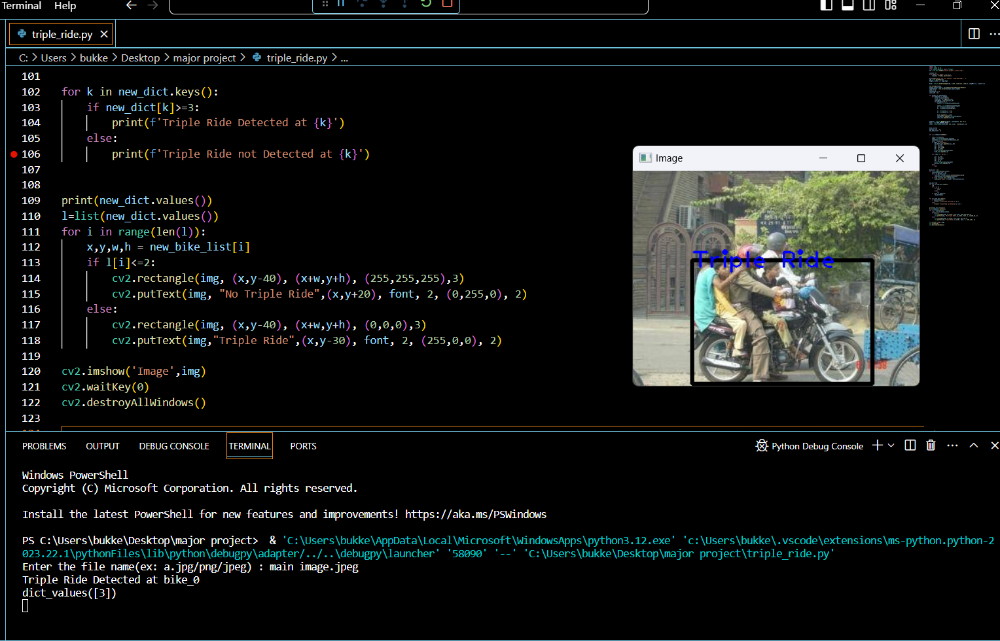 Terminal Help
triple_ride.py
C: > Users > bukke > Desktop > major project > triple_ride.py > ...
101
102 for k in new_dict.keys():
103 if new_dict[k]>=3:
104 print(f'Triple Ride Detected at {k}')
105 else:
106 print(f'Triple Ride not Detected at {k}')
107
108
109 print(new_dict.values())
110 l=list(new_dict.values())
111 for i in range(len(l)):
112 x,y,w,h = new_bike_list[i]
113 if l[i]<=2:
114 cv2.rectangle(img, (x,y-40), (x+w,y+h), (255,255,255),3)
115 cv2.putText(img, "No Triple Ride",(x,y+20), font, 2, (0,255,0), 2)
116 else:
117 cv2.rectangle(img, (x,y-40), (x+w,y+h), (0,0,0),3)
118 cv2.putText(img,"Triple Ride",(x,y-30), font, 2, (255,0,0), 2)
119
120 cv2.imshow('Image',img)
121 cv2.waitKey(0)
122 cv2.destroyAllWindows()
123
Image
Triple Ride
PROBLEMS OUTPUT DEBUG CONSOLE TERMINAL PORTS
Python Debug Console
Windows PowerShell
Copyright (C) Microsoft Corporation. All rights reserved.
Install the latest PowerShell for new features and improvements! https://aka.ms/PSWindows
PS C:\Users\bukke\Desktop\major project> & 'C:\Users\bukke\AppData\Local\Microsoft\WindowsApps\python3.12.exe' 'c:\Users\bukke\.vscode\extensions\ms-python.python-2
023.22.1\pythonFiles\lib\python\debugpy\adapter/../..\debugpy\launcher' '58090' '--' 'C:\Users\bukke\Desktop\major project\triple_ride.py'
Enter the file name(ex: a.jpg/png/jpeg) : main image.jpeg
Triple Ride Detected at bike_0
dict_values([3])